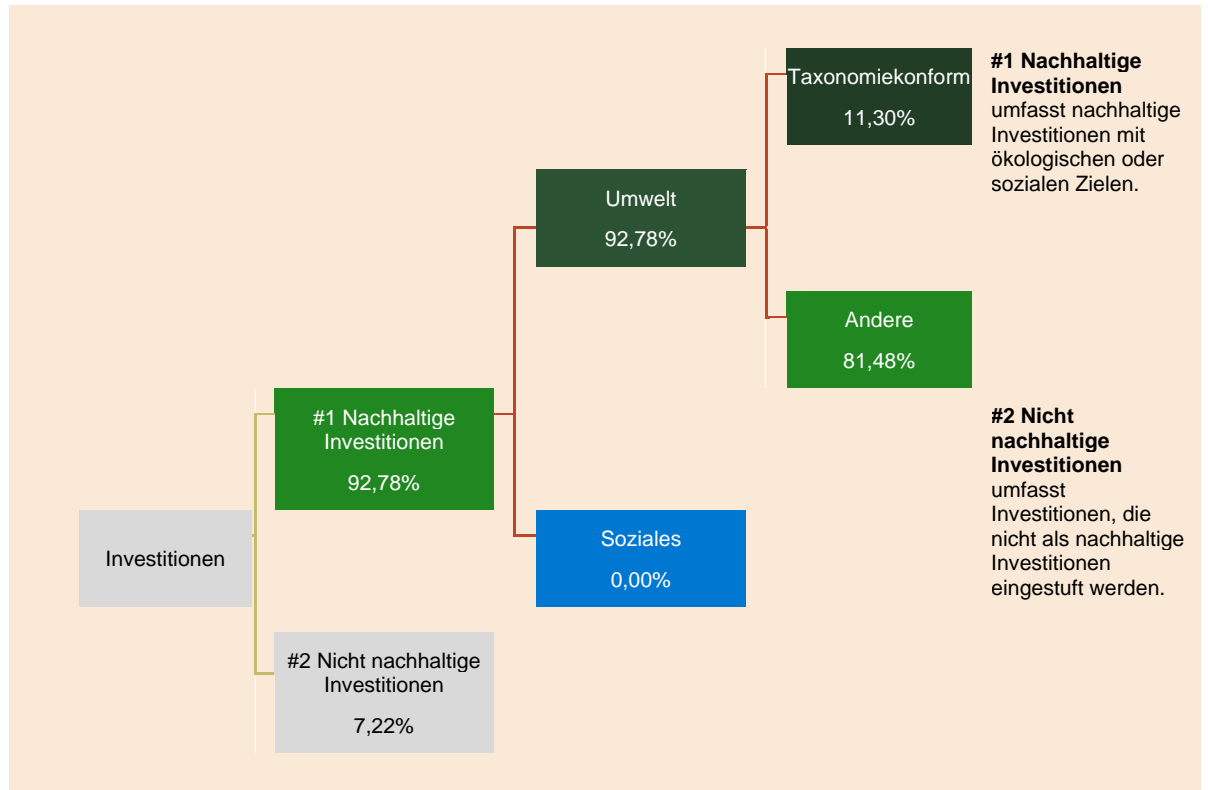 Taxonomiekonform
11,30%
#1 Nachhaltige
Investitionen
umfasst nachhaltige
Investitionen mit
ökologischen oder
sozialen Zielen.
Umwelt
92,78%
Andere
81,48%
#1 Nachhaltige
Investitionen
92,78%
#2 Nicht
nachhaltige
Investitionen
umfasst
Investitionen, die
nicht als nachhaltige
Investitionen
eingestuft werden.
Investitionen
Soziales
0,00%
#2 Nicht nachhaltige
Investitionen
7,22%